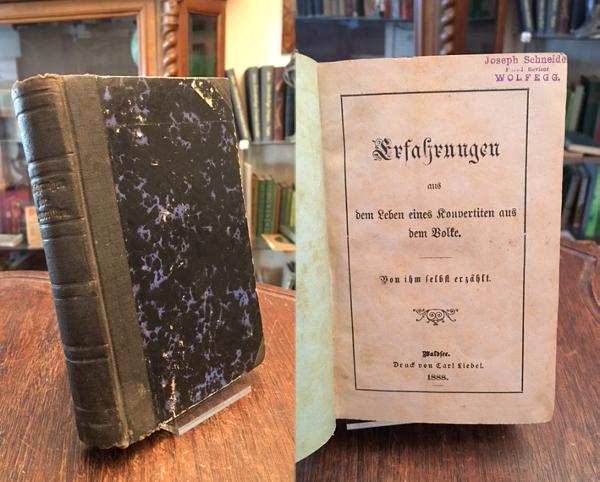 Joseph Schneide
WOLFEGG.
Erfahrungen
aus
dem Leben eines Konvertiten aus
dem Volke.
Von ihm selbst erzählt.
Waldsee.
Druck von Carl Liebel.
1888.